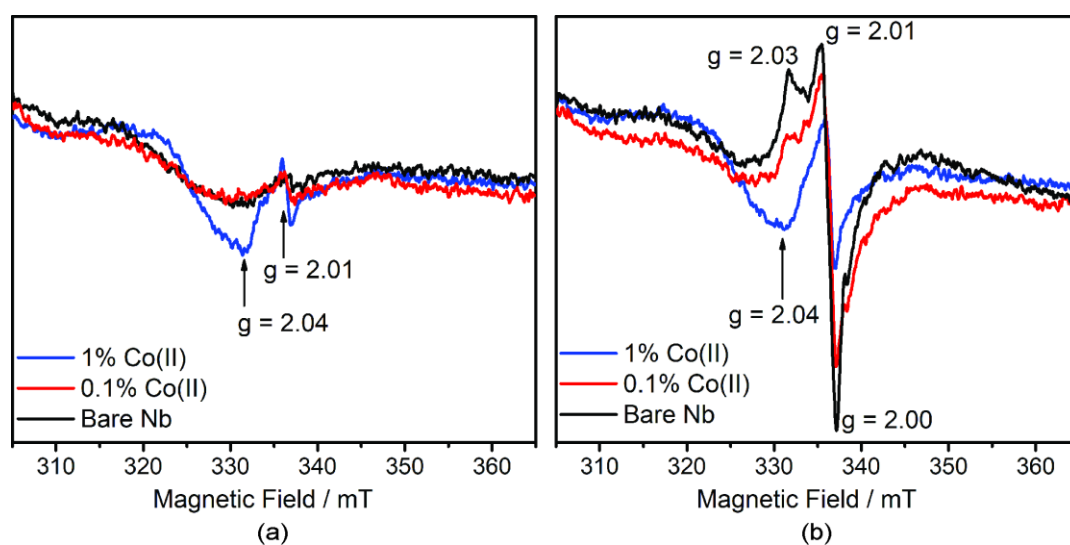 a
g = 2.01
g = 2.04
1% Co(II)
0.1% Co(II)
Bare Nb
310 320 330 340 350 360
Magnetic Field / mT
(a)
b
g = 2.01
g = 2.03
g = 2.04
g = 2.00
1% Co(II)
0.1% Co(II)
Bare Nb
310 320 330 340 350 360
Magnetic Field / mT
(b)